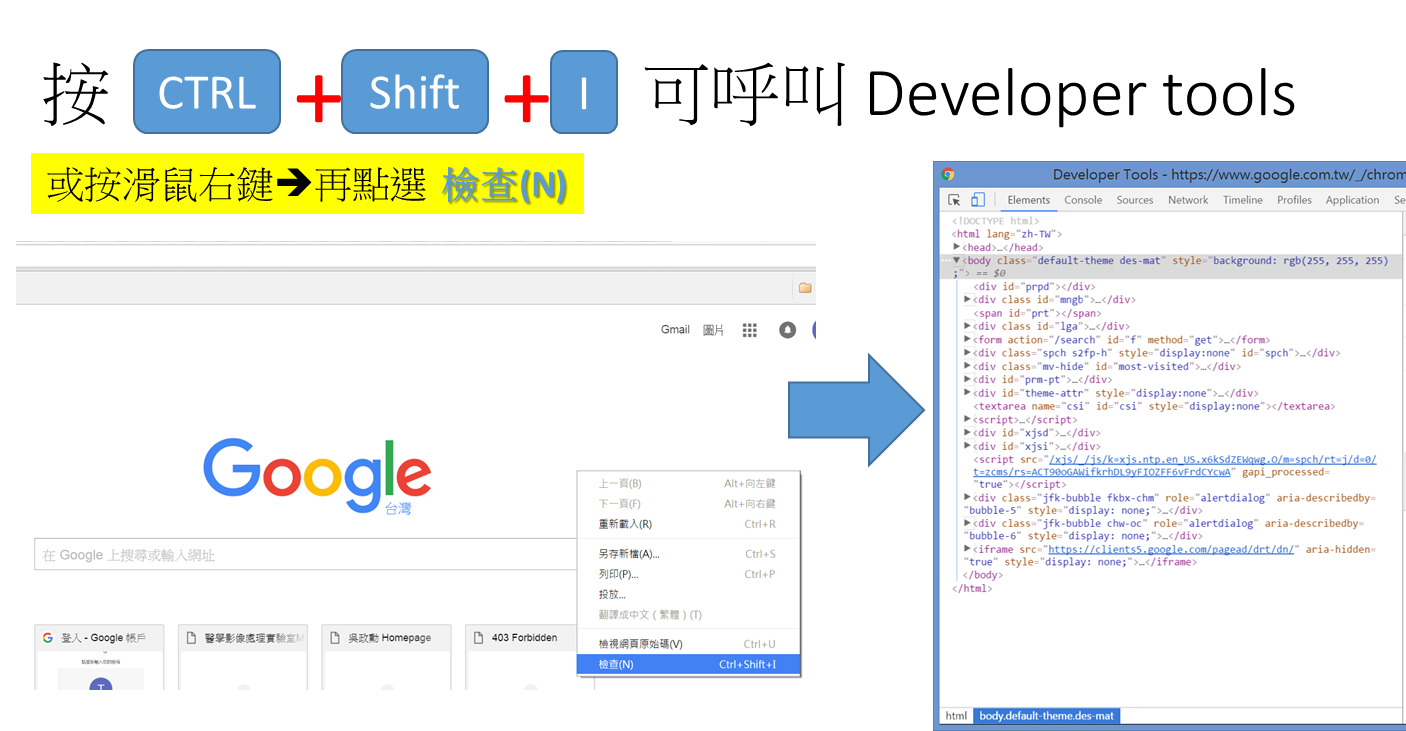 按 CTRL + Shift + I 可呼叫 Developer tools
或按滑鼠右鍵➔再點選 檢查(N)
Gmail 圖片
Google
台灣
在 Google 上搜尋或輸入網址
登入 - Google 帳戶
醫學影像處理實驗室M
吳政勳 Homepage
403 Forbidden
上一頁(B) Alt+向左鍵
下一頁(F) Alt+向右鍵
重新載入(R) Ctrl+R
另存新檔(A)... Ctrl+S
列印(P)... Ctrl+P
投放...
翻譯成中文 ( 繁體 ) (T)
檢視網頁原始碼(V) Ctrl+U
檢查(N) Ctrl+Shift+I
Developer Tools - https://www.google.com.tw/_/chrom
Elements Console Sources Network Timeline Profiles Application Se
<!DOCTYPE html>
<html lang="zh-TW">
<head>…</head>
<body class="default-theme des-mat" style="background: rgb(255, 255, 255)
;"> == $0
<div id="prpd"></div>
<div class id="mngb">…</div>
<span id="prt"></span>
<div class id="lga">…</div>
<form action="/search" id="f" method="get">…</form>
<div class="spch s2fp-h" style="display:none" id="spch">…</div>
<div class="mv-hide" id="most-visited">…</div>
<div id="prm-pt">…</div>
<div id="theme-attr" style="display:none">…</div>
<textarea name="csi" id="csi" style="display:none"></textarea>
<script>…</script>
<div id="xjsd">…</div>
<div id="xjsi">…</div>
<script src="/xjs/_/js/k=xjs.ntp.en_US.x6kSdZEWqwg.O/m=spch/rt=j/d=0/
t=zcms/rs=ACT90oGAWifkrhDL9yFIOZFF6vFrdCYcwA" gapi_processed=
"true"></script>
<div class="jfk-bubble fkbx-chm" role="alertdialog" aria-describedby=
"bubble-5" style="display: none;">…</div>
<div class="jfk-bubble chw-oc" role="alertdialog" aria-describedby=
"bubble-6" style="display: none;">…</div>
<iframe src="https://clients5.google.com/pagead/drt/dn/" aria-hidden=
"true" style="display: none;">…</iframe>
</body>
</html>
html body.default-theme.des-mat